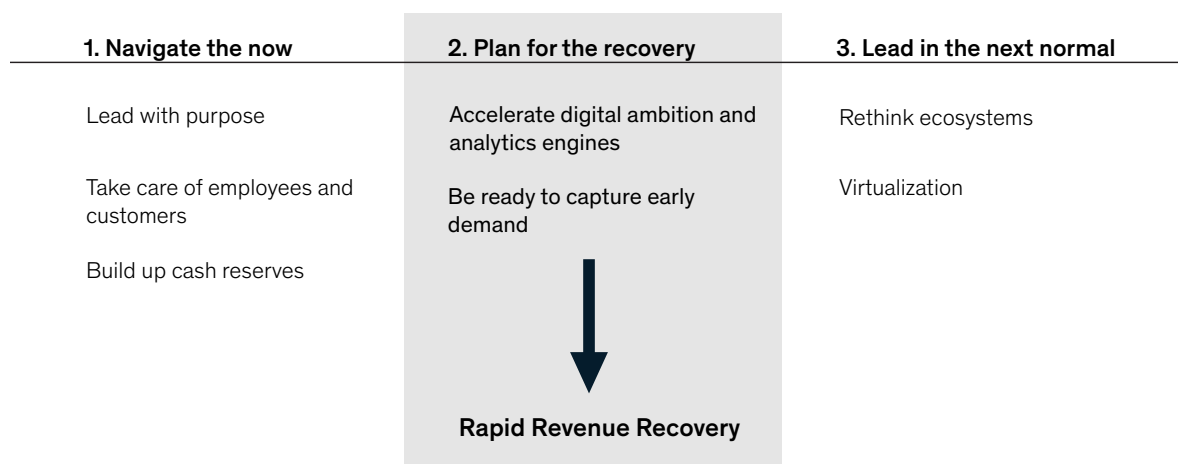 1. Navigate the now
Lead with purpose
Take care of employees and
customers
Build up cash reserves
2. Plan for the recovery
Accelerate digital ambition and
analytics engines
Be ready to capture early
demand
Rapid Revenue Recovery
3. Lead in the next normal
Rethink ecosystems
Virtualization